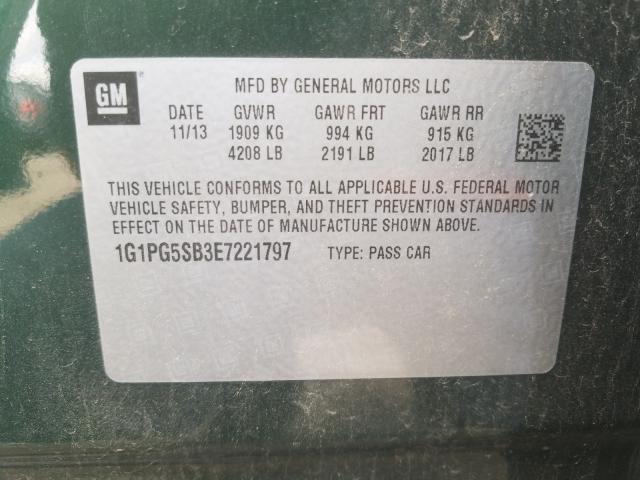 GM
MFD BY GENERAL MOTORS LLC
DATE GVWR GAWR FRT GAWR RR
11/13 1909 KG 994 KG 915 KG
4208 LB 2191 LB 2017 LB
THIS VEHICLE CONFORMS TO ALL APPLICABLE U.S. FEDERAL MOTOR
VEHICLE SAFETY, BUMPER, AND THEFT PREVENTION STANDARDS IN
EFFECT ON THE DATE OF MANUFACTURE SHOWN ABOVE.
1G1PG5SB3E7221797 TYPE: PASS CAR